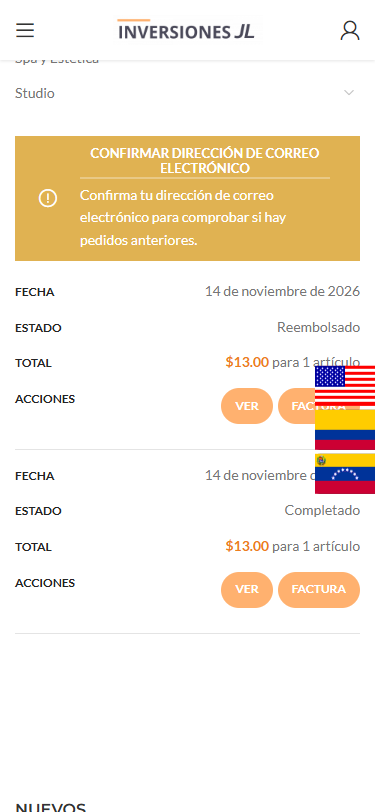 INVERSIONES JL
Spa y Estética
Studio
CONFIRMAR DIRECCIÓN DE CORREO
ELECTRÓNICO
Confirma tu dirección de correo
electrónico para comprobar si hay
pedidos anteriores.
FECHA 14 de noviembre de 2026
ESTADO Reembolsado
TOTAL $13.00 para 1 artículo
ACCIONES VER FACTURA
FECHA 14 de noviembre
ESTADO Completado
TOTAL $13.00 para 1 artículo
ACCIONES VER FACTURA
NUEVOS